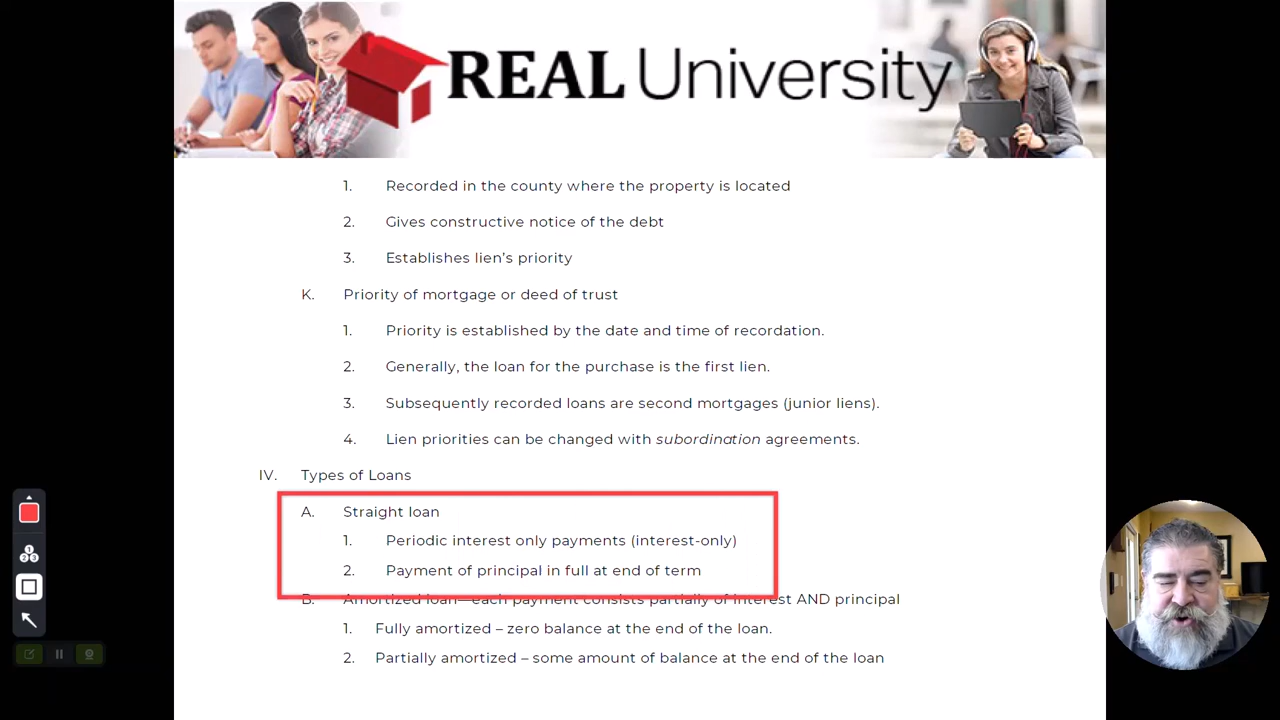 REAL University
1. Recorded in the county where the property is located
2. Gives constructive notice of the debt
3. Establishes lien’s priority
K. Priority of mortgage or deed of trust
1. Priority is established by the date and time of recordation.
2. Generally, the loan for the purchase is the first lien.
3. Subsequently recorded loans are second mortgages (junior liens).
4. Lien priorities can be changed with subordination agreements.
IV. Types of Loans
A. Straight loan
1. Periodic interest only payments (interest-only)
2. Payment of principal in full at end of term
B. Amortized loan—each payment consists partially of interest AND principal
1. Fully amortized – zero balance at the end of the loan.
2. Partially amortized – some amount of balance at the end of the loan